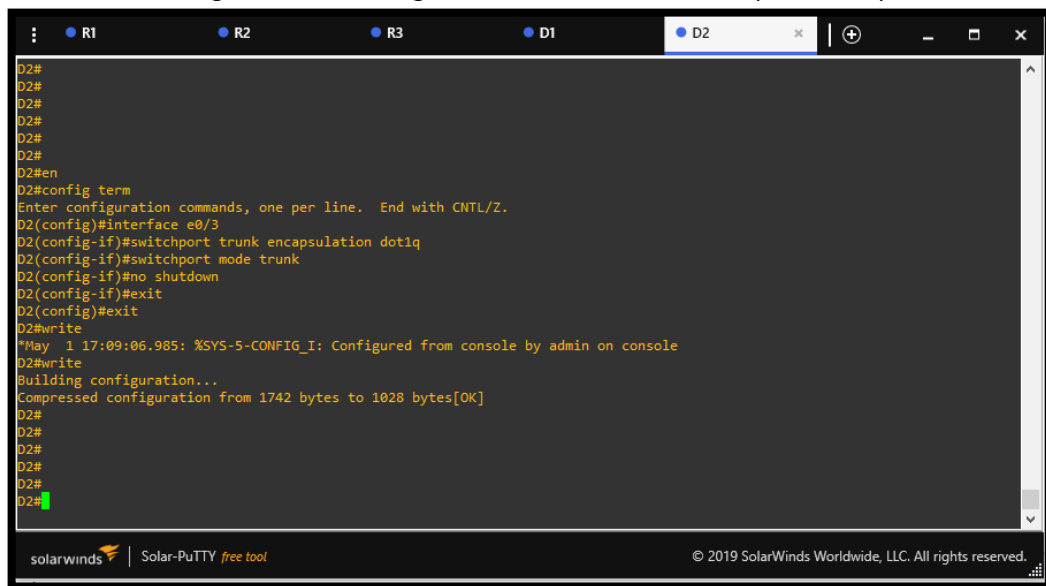 R1 R2 R3 D1 D2
D2#
D2#
D2#
D2#
D2#
D2#
D2#en
D2#config term
Enter configuration commands, one per line.  End with CNTL/Z.
D2(config)#interface e0/3
D2(config-if)#switchport trunk encapsulation dot1q
D2(config-if)#switchport mode trunk
D2(config-if)#no shutdown
D2(config-if)#exit
D2(config)#exit
D2#write
*May  1 17:09:06.985: %SYS-5-CONFIG_I: Configured from console by admin on console
D2#write
Building configuration...
Compressed configuration from 1742 bytes to 1028 bytes[OK]
D2#
D2#
D2#
D2#
D2#
D2#
solarwinds | Solar-PuTTY free tool © 2019 SolarWinds Worldwide, LLC. All rights reserved.